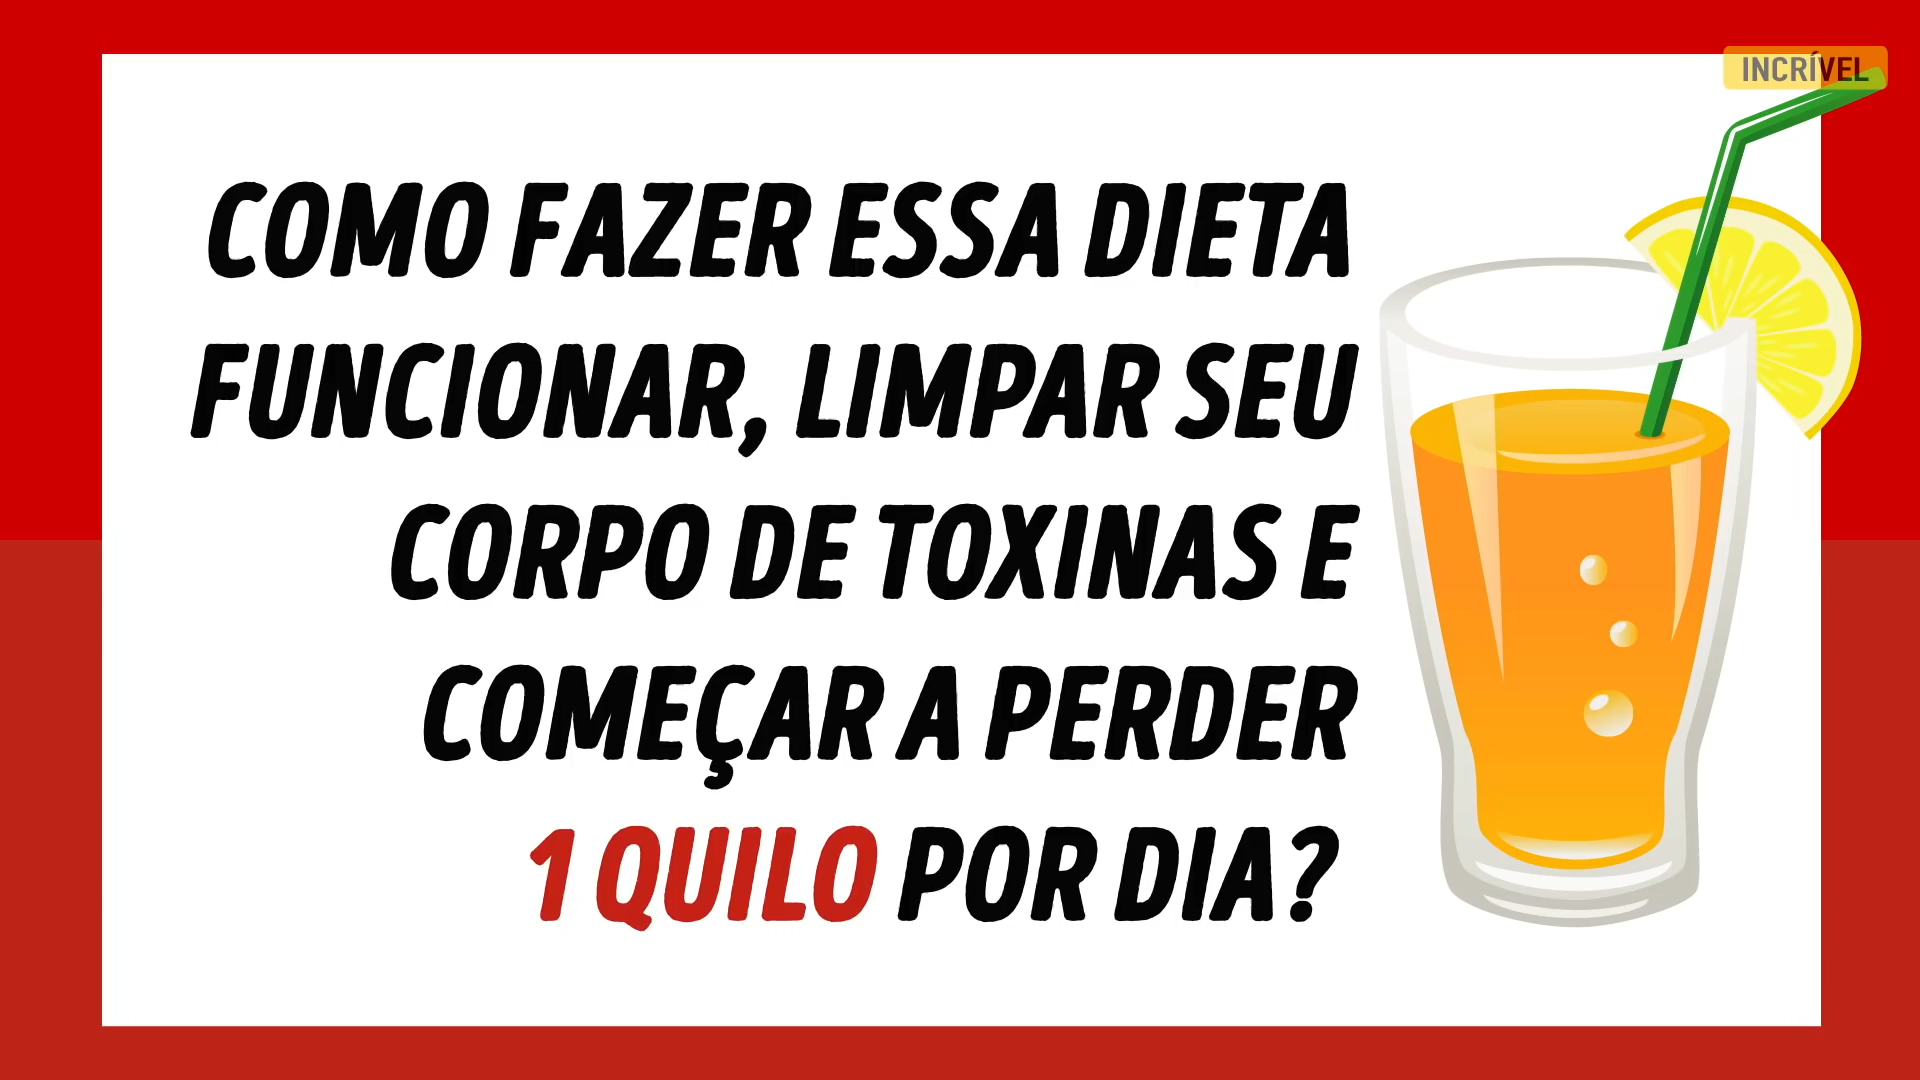 INCRÍVEL
COMO FAZER ESSA DIETA
FUNCIONAR, LIMPAR SEU
CORPO DE TOXINAS E
COMEÇAR A PERDER
1 QUILO POR DIA?